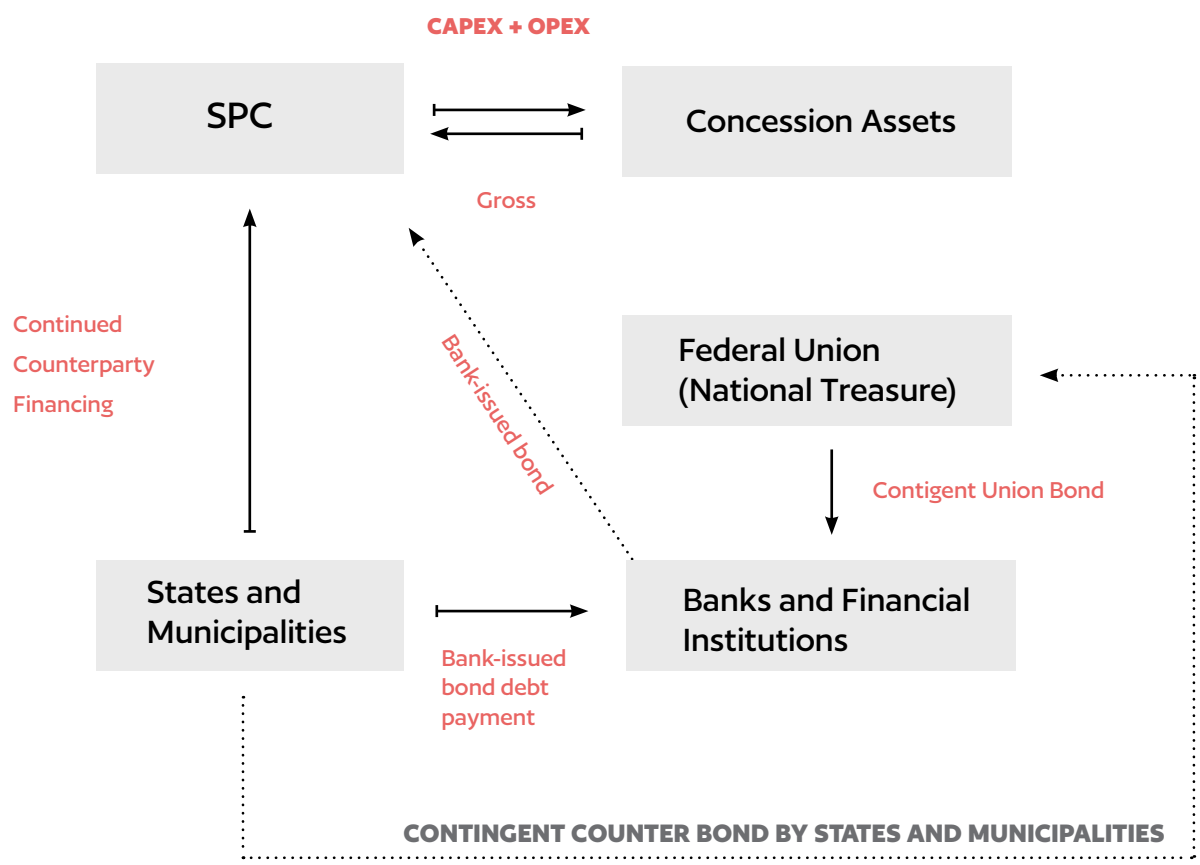 CAPEX + OPEX
SPC
Concession Assets
Gross
Continued
Counterparty
Financing
Bank-issued bond
Federal Union
(National Treasure)
Contigent Union Bond
States and
Municipalities
Banks and Financial
Institutions
Bank-issued
bond debt
payment
CONTINGENT COUNTER BOND BY STATES AND MUNICIPALITIES